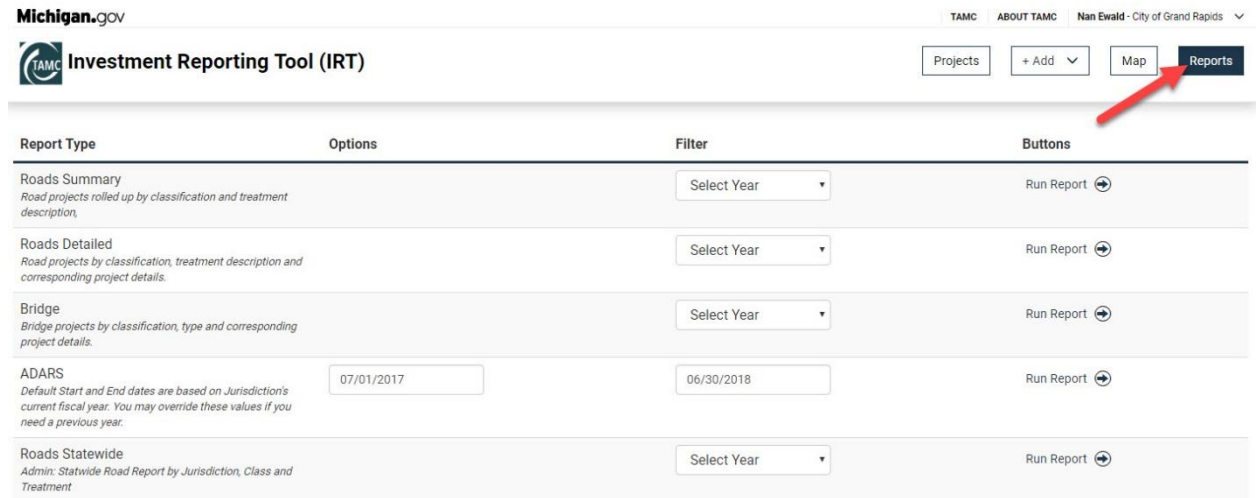 Michigan.gov
TAMC ABOUT TAMC Nan Ewald - City of Grand Rapids
TAMC Investment Reporting Tool (IRT)
Projects + Add Map Reports
Report Type Options Filter Buttons
Roads Summary
Road projects rolled up by classification and treatment
description,
Select Year
Run Report
Roads Detailed
Road projects by classification, treatment description and
corresponding project details.
Select Year
Run Report
Bridge
Bridge projects by classification, type and corresponding
project details.
Select Year
Run Report
ADARS
Default Start and End dates are based on Jurisdiction's
current fiscal year. You may override these values if you
need a previous year.
07/01/2017
06/30/2018
Run Report
Roads Statewide
Admin: Statwide Road Report by Jurisdiction, Class and
Treatment
Select Year
Run Report